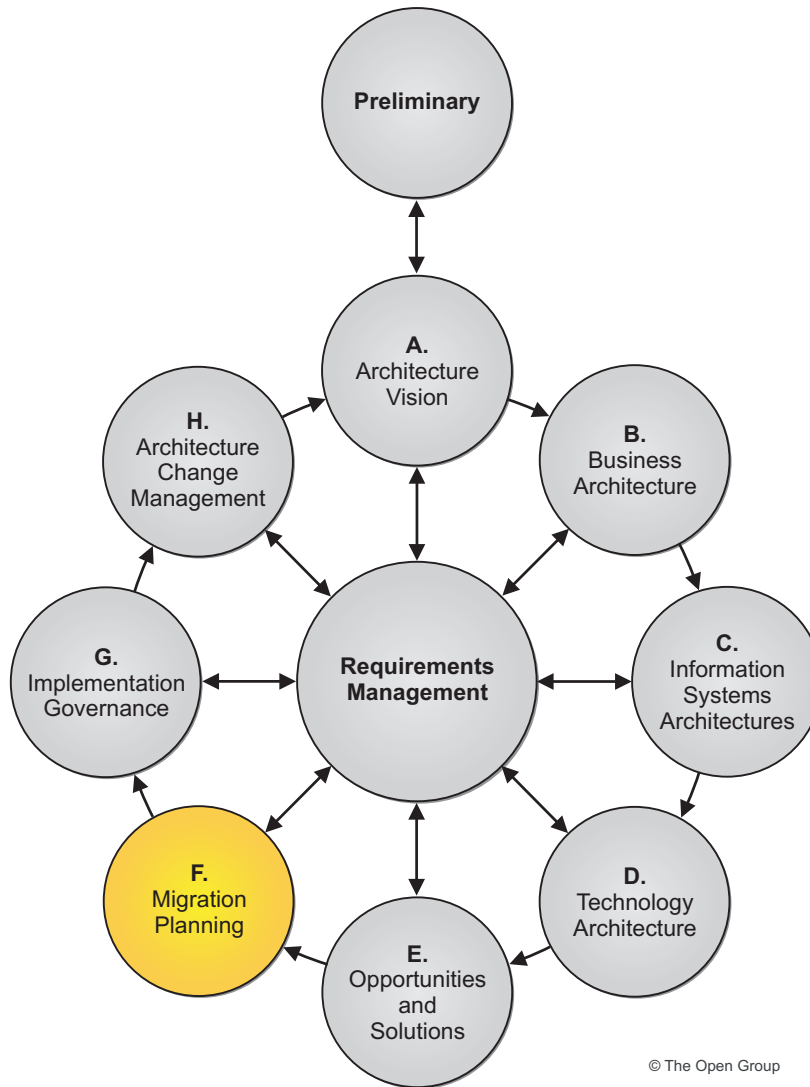 Preliminary
A.
Architecture
Vision
B.
Business
Architecture
C.
Information
Systems
Architectures
D.
Technology
Architecture
E.
Opportunities
and
Solutions
F.
Migration
Planning
G.
Implementation
Governance
H.
Architecture
Change
Management
Requirements
Management
© The Open Group